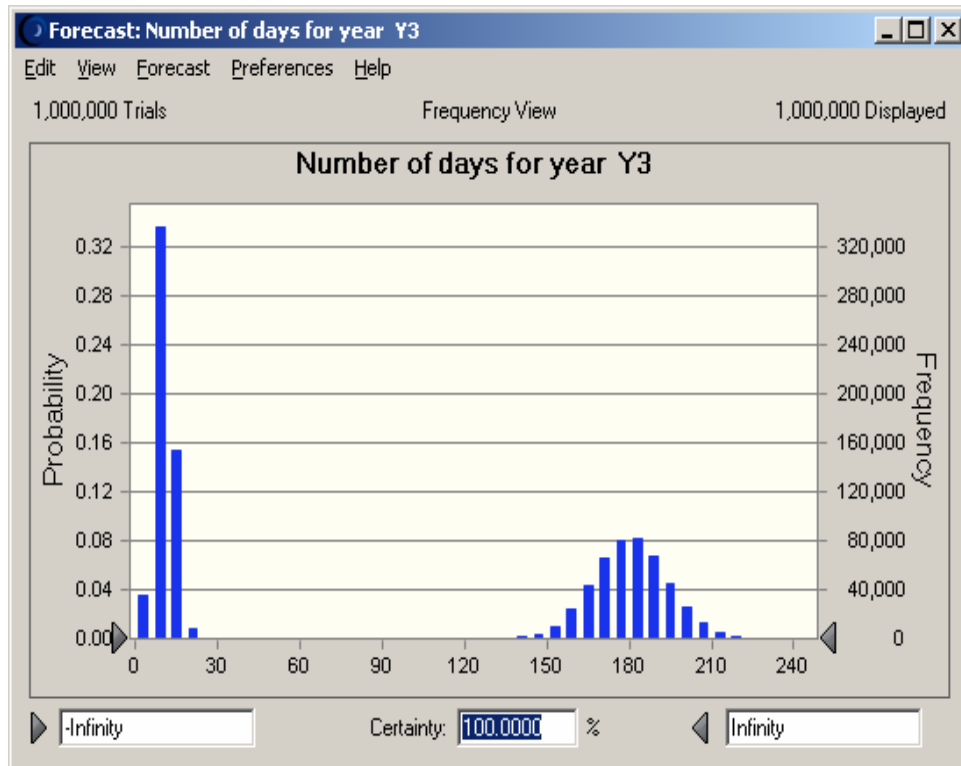 Forecast: Number of days for year Y3
Edit View Forecast Preferences Help
1,000,000 Trials Frequency View 1,000,000 Displayed
Number of days for year Y3
Probability
0.32
0.28
0.24
0.20
0.16
0.12
0.08
0.04
0.00
320,000
280,000
240,000
200,000
160,000
120,000
80,000
40,000
0
Frequency
0 30 60 90 120 150 180 210 240
-Infinity Certainty: 100.0000 % Infinity